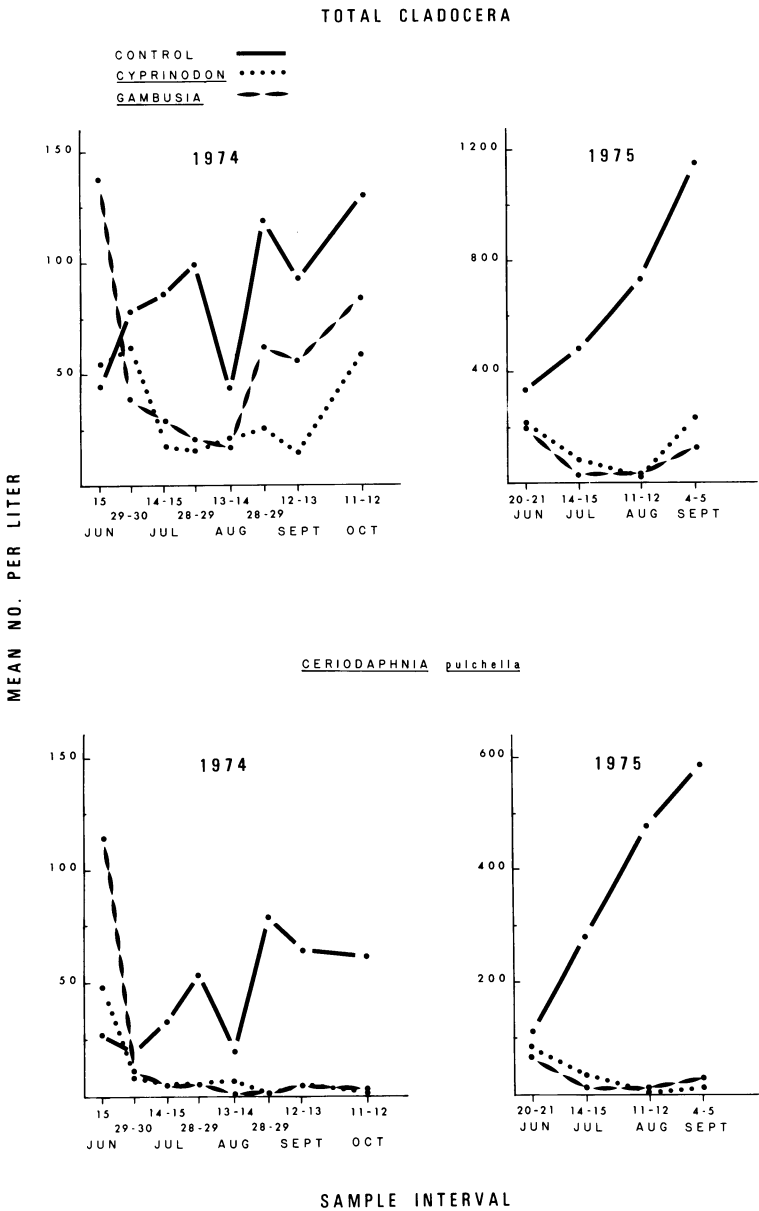 TOTAL CLADOCERA
CONTROL
CYPRINODON
GAMBUSIA
1974
150
100
50
15 14-15 13-14 12-13 11-12
29-30 28-29 28-29
JUN JUL AUG SEPT OCT
1975
1200
800
400
20-21 14-15 11-12 4-5
JUN JUL AUG SEPT
MEAN NO. PER LITER
CERIODAPHNIA pulchella
1974
150
100
50
15 14-15 13-14 12-13 11-12
29-30 28-29 28-29
JUN JUL AUG SEPT OCT
1975
600
400
200
20-21 14-15 11-12 4-5
JUN JUL AUG SEPT
SAMPLE INTERVAL